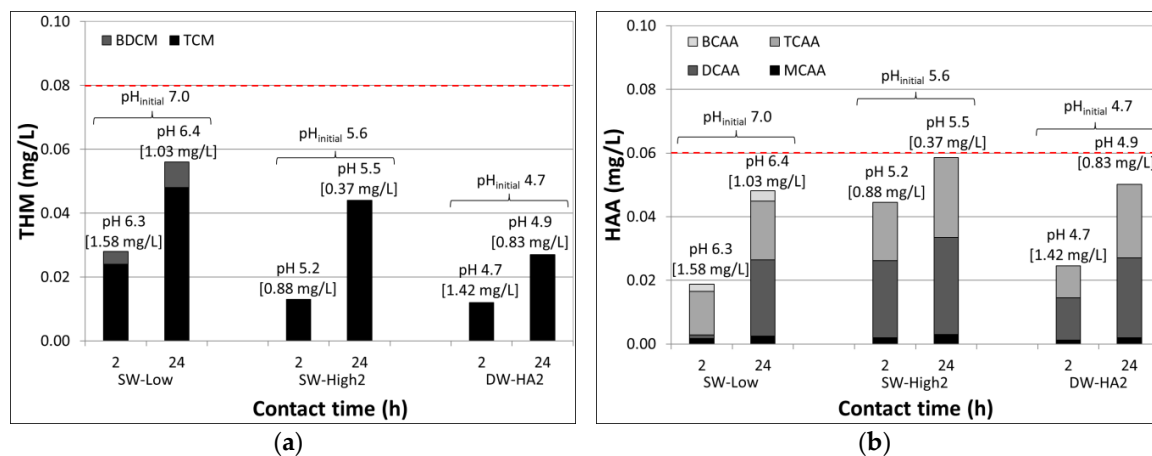 0.10
BDCM TCM
0.08
pHinitial 7.0
pH 6.4
[1.03 mg/L]
pHinitial 5.6
0.06
pH 5.5
[0.37 mg/L]
pHinitial 4.7
THM (mg/L)
0.04
pH 6.3
[1.58 mg/L]
pH 4.9
[0.83 mg/L]
pH 5.2
[0.88 mg/L]
pH 4.7
[1.42 mg/L]
0.02
0.00
2 24 2 24 2 24
SW-Low SW-High2 DW-HA2
Contact time (h)
(a)
0.10
BCAA TCAA
DCAA MCAA
0.08
pHinitial 5.6
pHinitial 7.0
pHinitial 4.7
pH 6.4
[1.03 mg/L]
pH 5.5
[0.37 mg/L]
0.06
pH 5.2
[0.88 mg/L]
pH 4.9
[0.83 mg/L]
HAA (mg/L)
0.04
pH 6.3
[1.58 mg/L]
pH 4.7
[1.42 mg/L]
0.02
0.00
2 24 2 24 2 24
SW-Low SW-High2 DW-HA2
Contact time (h)
(b)